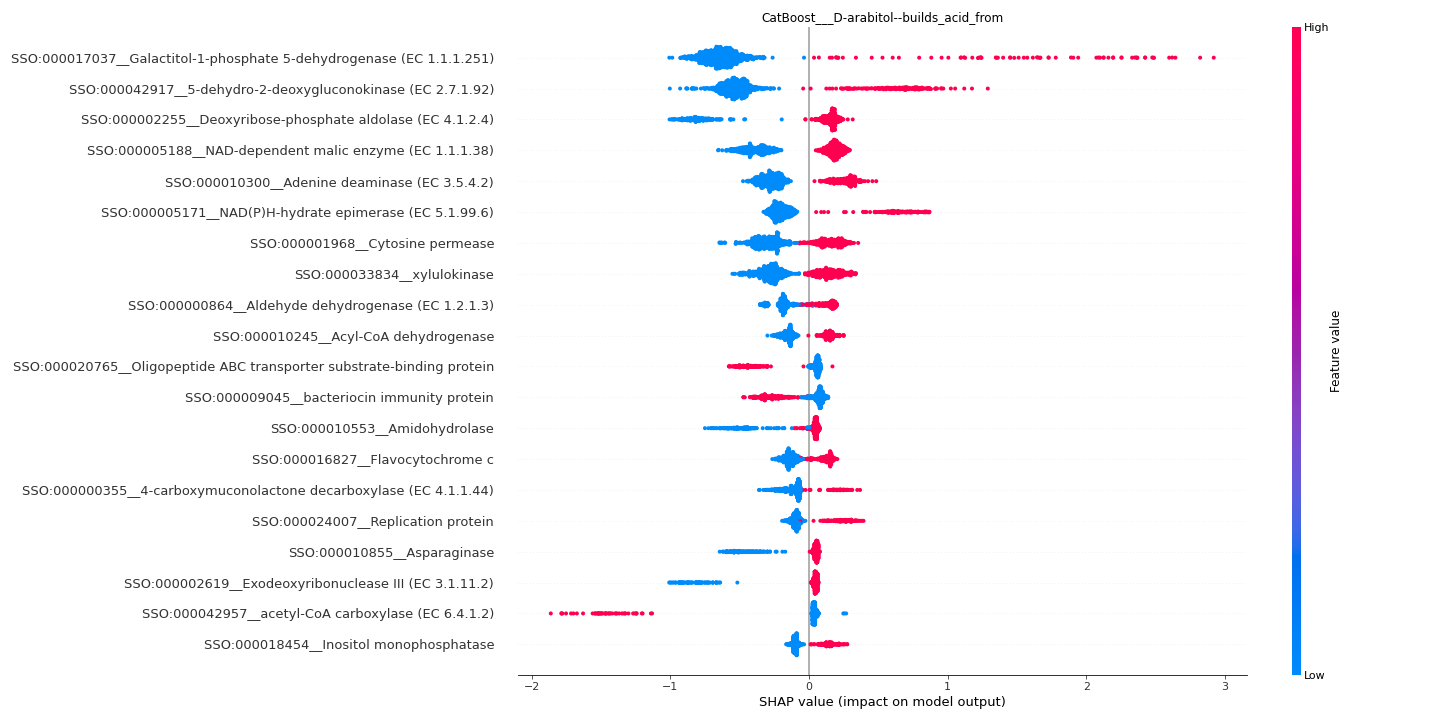 CatBoost___D-arabitol--builds_acid_from
SSO:000017037__Galactitol-1-phosphate 5-dehydrogenase (EC 1.1.1.251)
SSO:000042917__5-dehydro-2-deoxygluconokinase (EC 2.7.1.92)
SSO:000002255__Deoxyribose-phosphate aldolase (EC 4.1.2.4)
SSO:000005188__NAD-dependent malic enzyme (EC 1.1.1.38)
SSO:000010300__Adenine deaminase (EC 3.5.4.2)
SSO:000005171__NAD(P)H-hydrate epimerase (EC 5.1.99.6)
SSO:000001968__Cytosine permease
SSO:000033834__xylulokinase
SSO:000000864__Aldehyde dehydrogenase (EC 1.2.1.3)
SSO:000010245__Acyl-CoA dehydrogenase
SSO:000020765__Oligopeptide ABC transporter substrate-binding protein
SSO:000009045__bacteriocin immunity protein
SSO:000010553__Amidohydrolase
SSO:000016827__Flavocytochrome c
SSO:000000355__4-carboxymuconolactone decarboxylase (EC 4.1.1.44)
SSO:000024007__Replication protein
SSO:000010855__Asparaginase
SSO:000002619__Exodeoxyribonuclease III (EC 3.1.11.2)
SSO:000042957__acetyl-CoA carboxylase (EC 6.4.1.2)
SSO:000018454__Inositol monophosphatase
−2 −1 0 1 2 3
SHAP value (impact on model output)
High
Feature value
Low